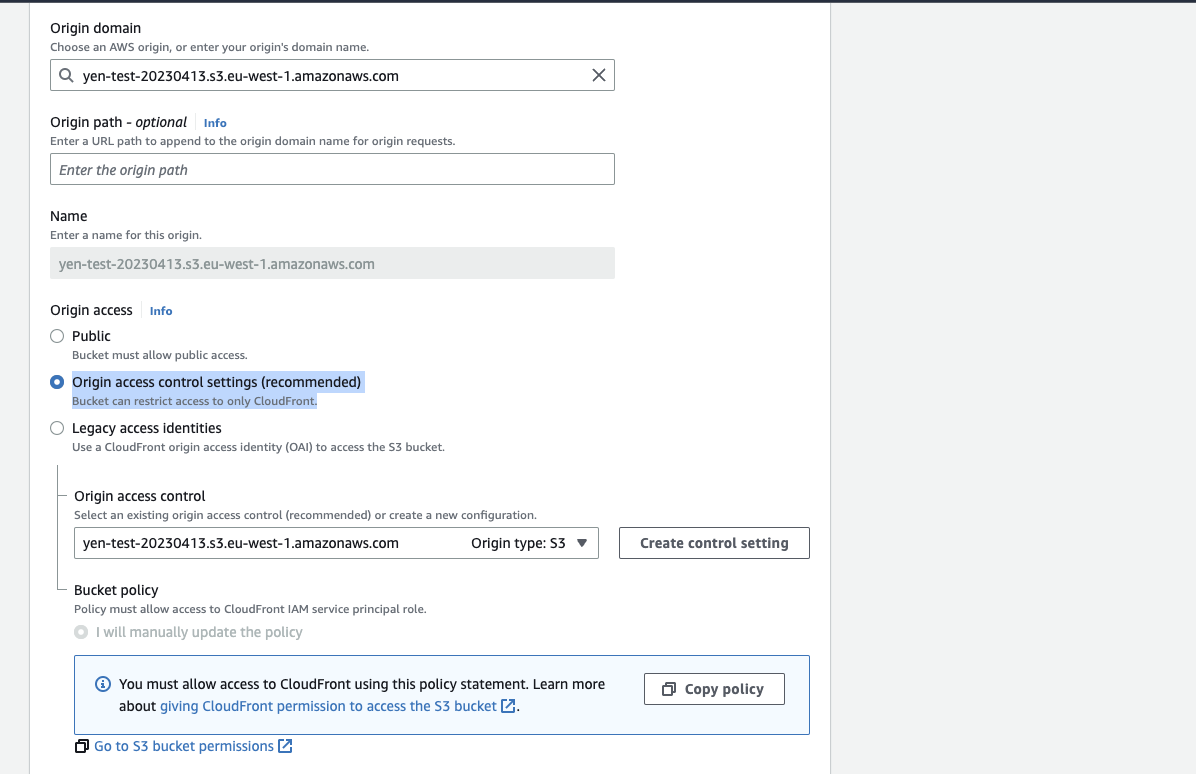 Origin domain
Choose an AWS origin, or enter your origin's domain name.
yen-test-20230413.s3.eu-west-1.amazonaws.com
Origin path - optional Info
Enter a URL path to append to the origin domain name for origin requests.
Enter the origin path
Name
Enter a name for this origin.
yen-test-20230413.s3.eu-west-1.amazonaws.com
Origin access Info
Public
Bucket must allow public access.
Origin access control settings (recommended)
Bucket can restrict access to only CloudFront.
Legacy access identities
Use a CloudFront origin access identity (OAI) to access the S3 bucket.
Origin access control
Select an existing origin access control (recommended) or create a new configuration.
yen-test-20230413.s3.eu-west-1.amazonaws.com Origin type: S3 Create control setting
Bucket policy
Policy must allow access to CloudFront IAM service principal role.
I will manually update the policy
You must allow access to CloudFront using this policy statement. Learn more
about giving CloudFront permission to access the S3 bucket.
Copy policy
Go to S3 bucket permissions